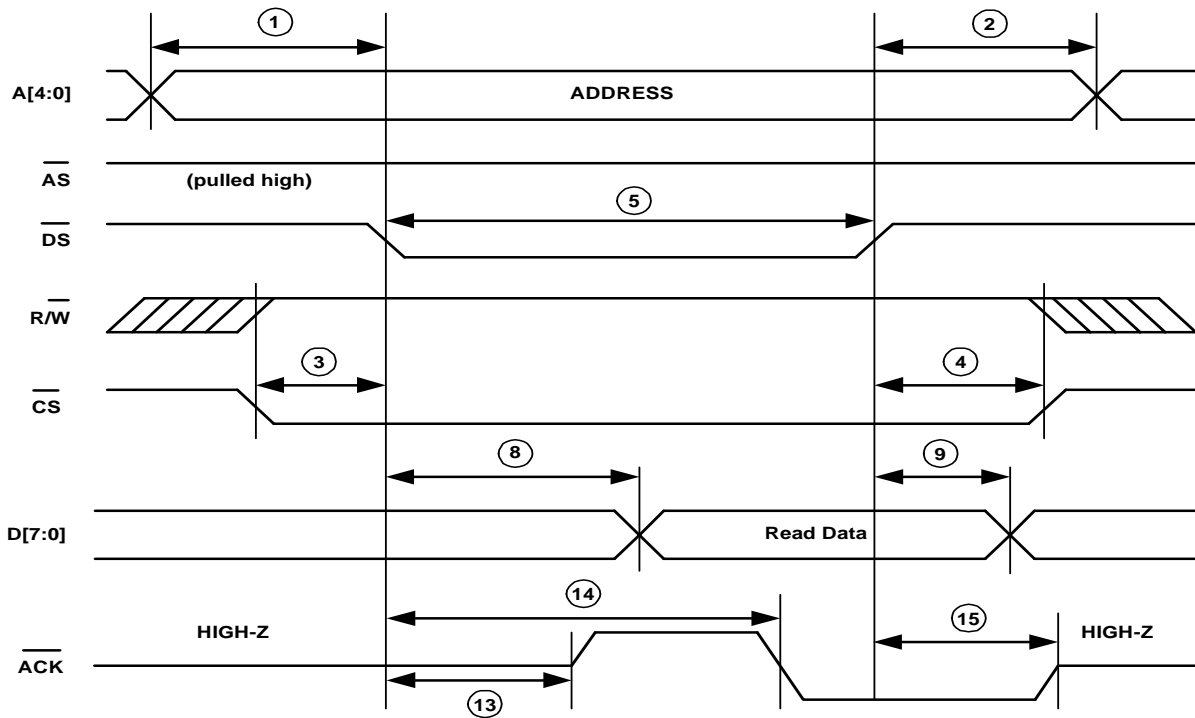 1
2
A[4:0]
ADDRESS
AS
(pulled high)
5
DS
R/W
3
4
CS
8
9
D[7:0]
Read Data
14
HIGH-Z
15
HIGH-Z
ACK
13